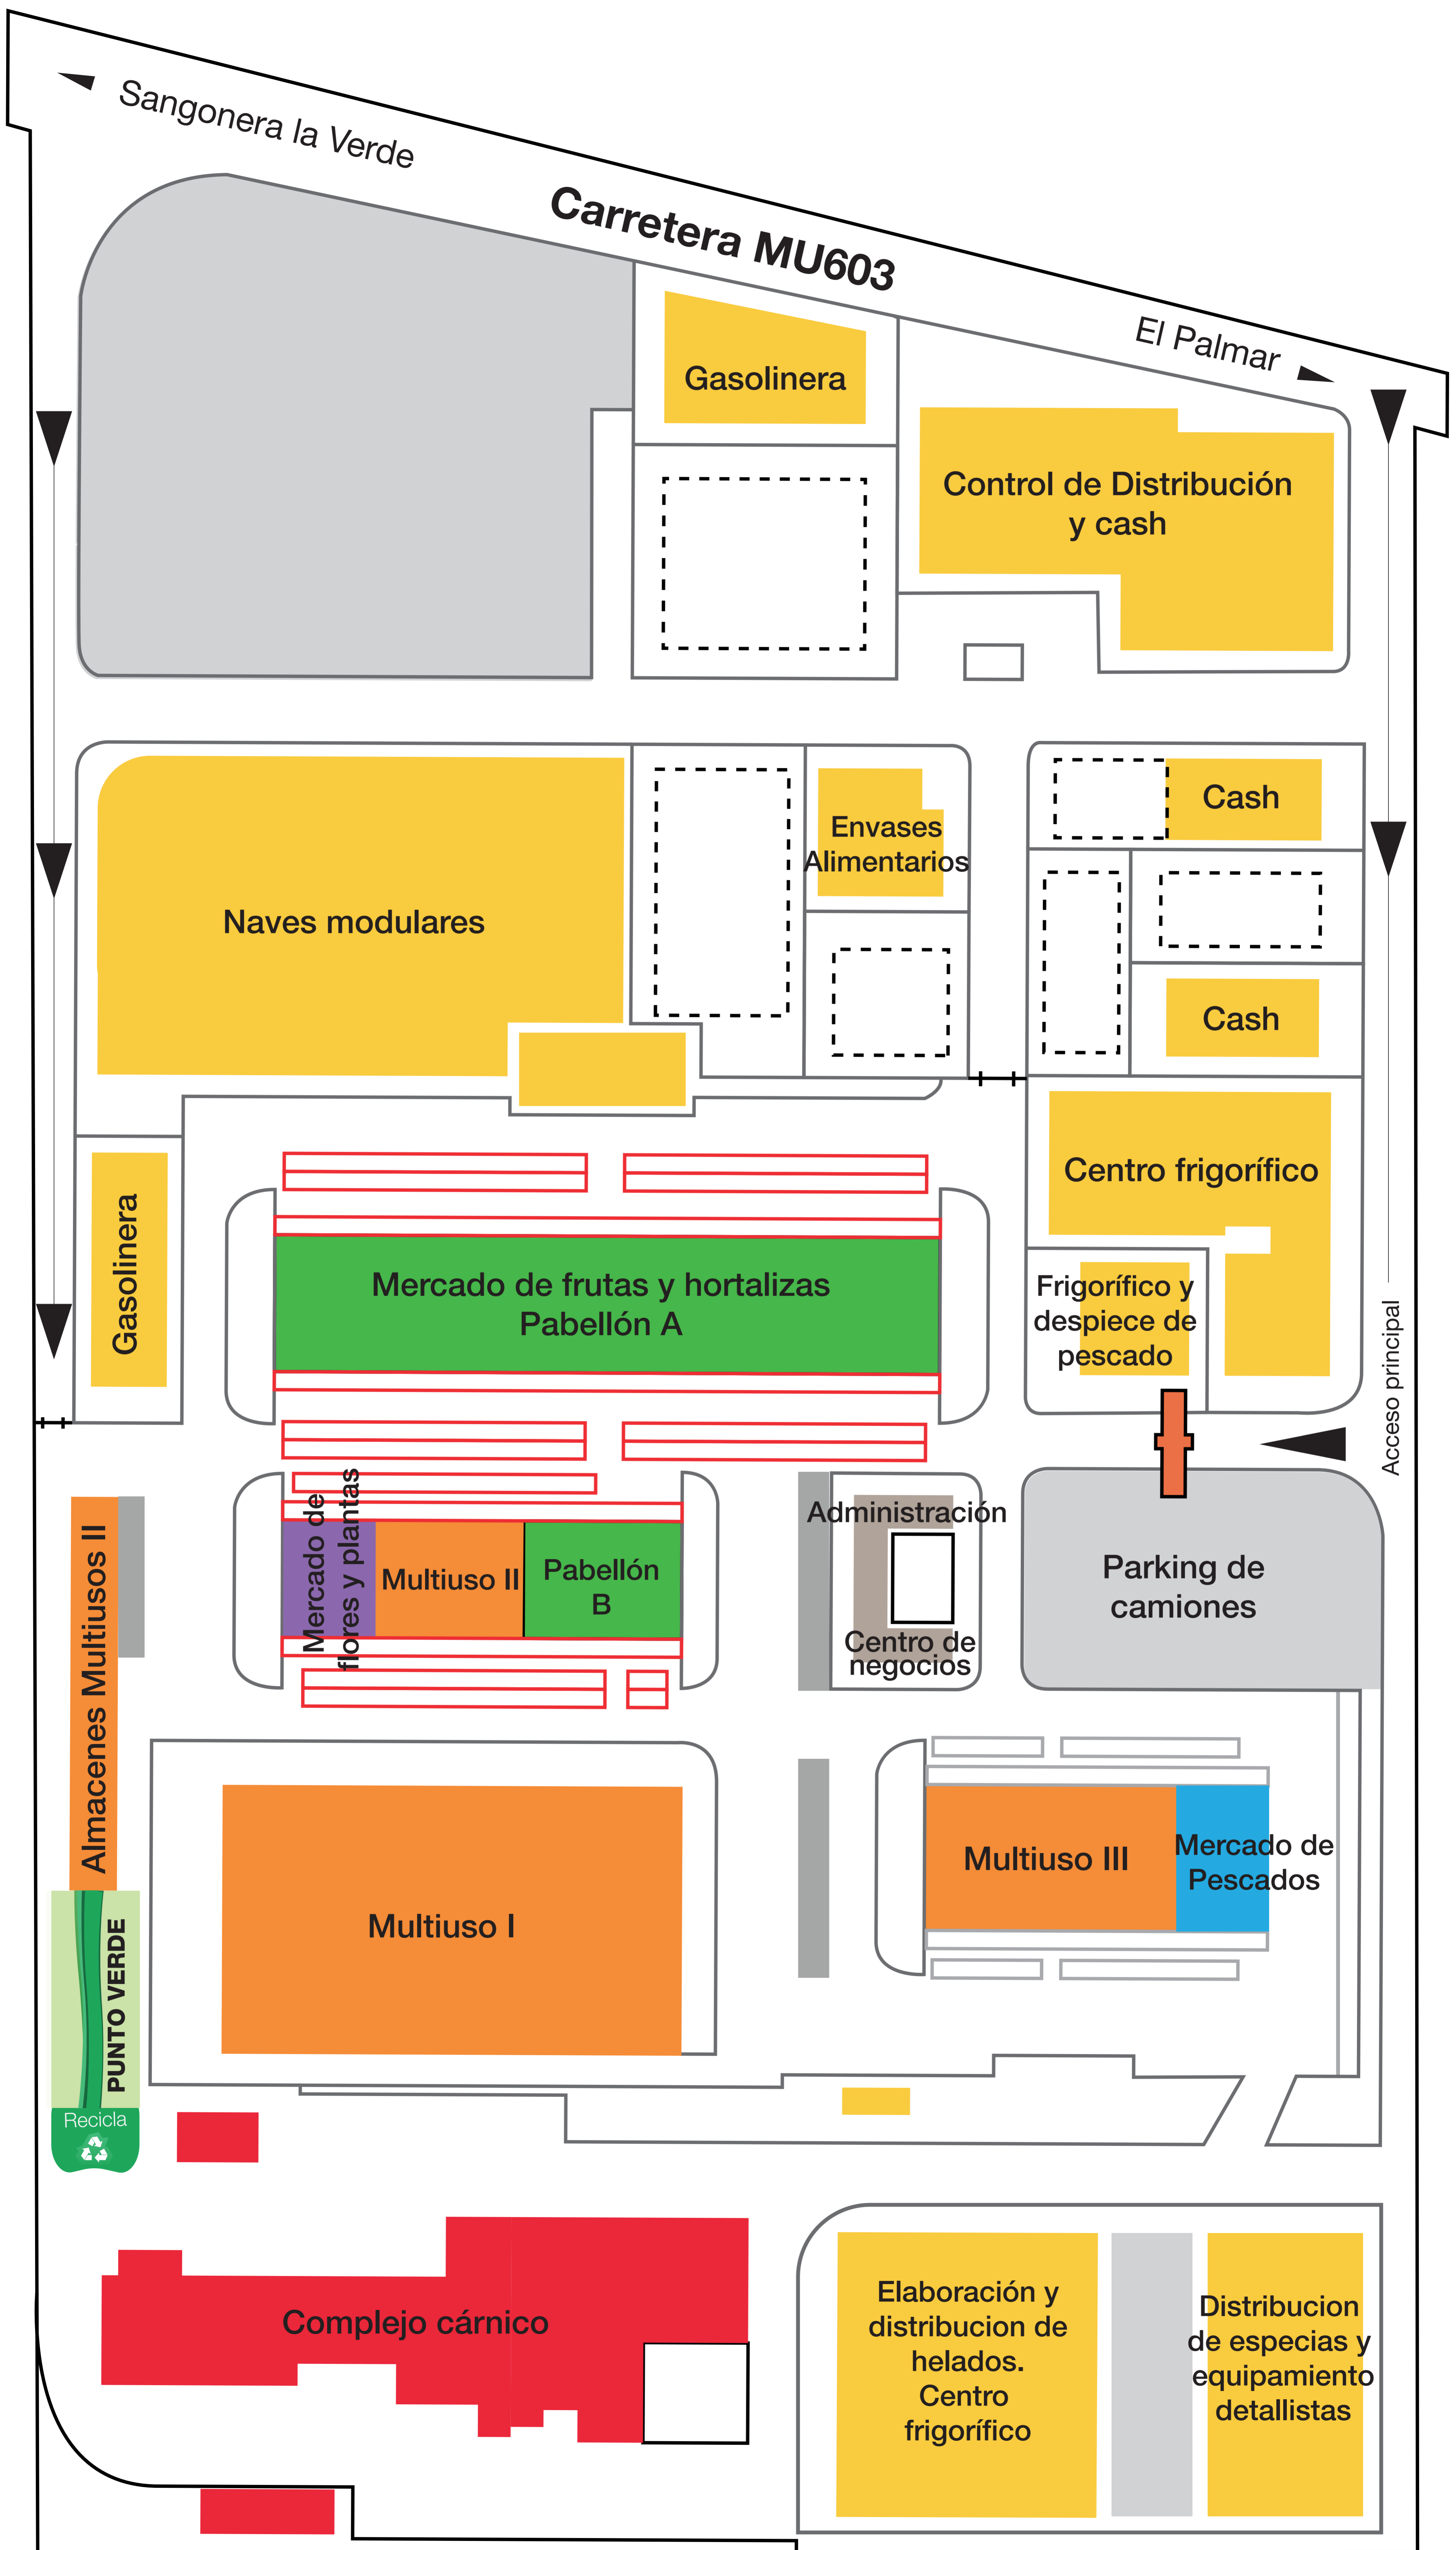 Sangonera la Verde
Carretera MU603
El Palmar
Gasolinera
Control de Distribución
y cash
Cash
Envases
Alimentarios
Naves modulares
Cash
Centro frigorífico
Gasolinera
Mercado de frutas y hortalizas
Pabellón A
Frigorífico y
despiece de
pescado
Acceso principal
Almacenes Multiusos II
Mercado de
flores y plantas
Multiuso II
Pabellón
B
Administración
Centro de
negocios
Parking de
camiones
Multiuso I
Multiuso III
Mercado de
Pescados
PUNTO VERDE
Recicla
Complejo cárnico
Elaboración y
distribucion de
helados.
Centro
frigorífico
Distribucion
de especias y
equipamiento
detallistas